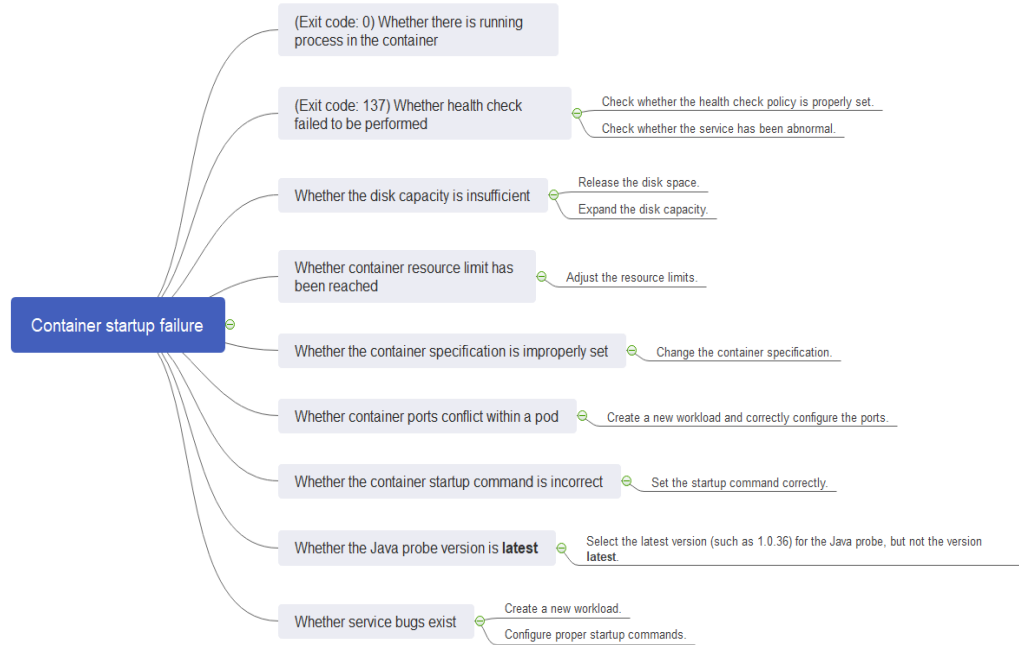 (Exit code: 0) Whether there is running
process in the container
(Exit code: 137) Whether health check
failed to be performed
Check whether the health check policy is properly set.
Check whether the service has been abnormal.
Whether the disk capacity is insufficient
Release the disk space.
Expand the disk capacity.
Whether container resource limit has
been reached
Adjust the resource limits.
Container startup failure
Whether the container specification is improperly set
Change the container specification.
Whether container ports conflict within a pod
Create a new workload and correctly configure the ports.
Whether the container startup command is incorrect
Set the startup command correctly.
Whether the Java probe version is latest
Select the latest version (such as 1.0.36) for the Java probe, but not the version
latest.
Whether service bugs exist
Create a new workload.
Configure proper startup commands.